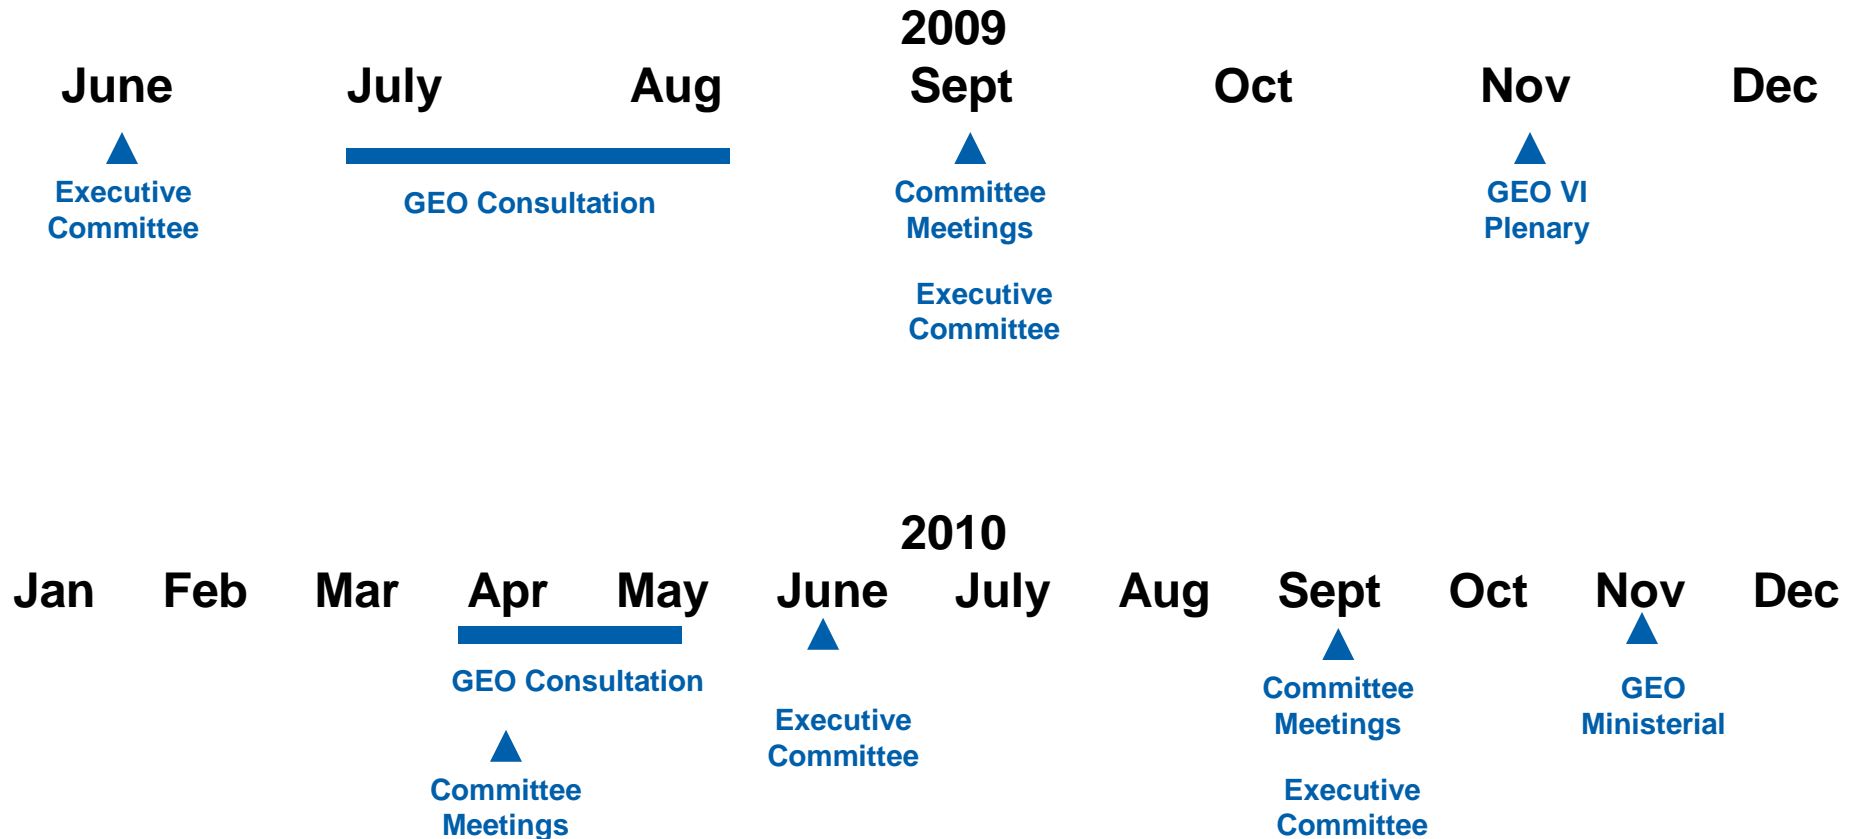 2009
June July Aug Sept Oct Nov Dec
Executive
Committee
GEO Consultation
Committee
Meetings
Executive
Committee
GEO VI
Plenary
2010
Jan Feb Mar Apr May June July Aug Sept Oct Nov Dec
GEO Consultation
Committee
Meetings
Executive
Committee
Committee
Meetings
Executive
Committee
GEO
Ministerial